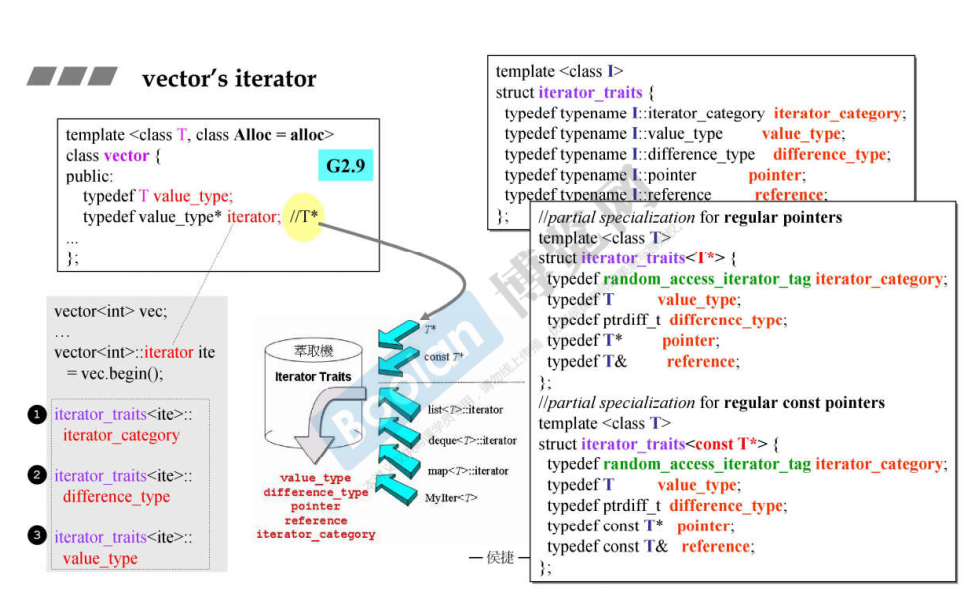 vector's iterator
template <class T, class Alloc = alloc>
class vector {
public:
typedef T value_type;
typedef value_type* iterator; //T*
...
};
G2.9
vector<int> vec;
…
vector<int>::iterator ite
= vec.begin();
1 iterator_traits<ite>::
iterator_category
2 iterator_traits<ite>::
difference_type
3 iterator_traits<ite>::
value_type
萃取機
Iterator Traits
T*
const T*
list<T>::iterator
deque<T>::iterator
map<T>::iterator
MyIter<T>
value_type
difference_type
pointer
reference
iterator_category
template <class I>
struct iterator_traits {
typedef typename I::iterator_category iterator_category;
typedef typename I::value_type value_type;
typedef typename I::difference_type difference_type;
typedef typename I::pointer pointer;
typedef typename I::reference reference;
};
//partial specialization for regular pointers
template <class T>
struct iterator_traits<T*> {
typedef random_access_iterator_tag iterator_category;
typedef T value_type;
typedef ptrdiff_t difference_type;
typedef T* pointer;
typedef T& reference;
};
//partial specialization for regular const pointers
template <class T>
struct iterator_traits<const T*> {
typedef random_access_iterator_tag iterator_category;
typedef T value_type;
typedef ptrdiff_t difference_type;
typedef const T* pointer;
typedef const T& reference;
};
— 侯捷 —
Boolan
博览网